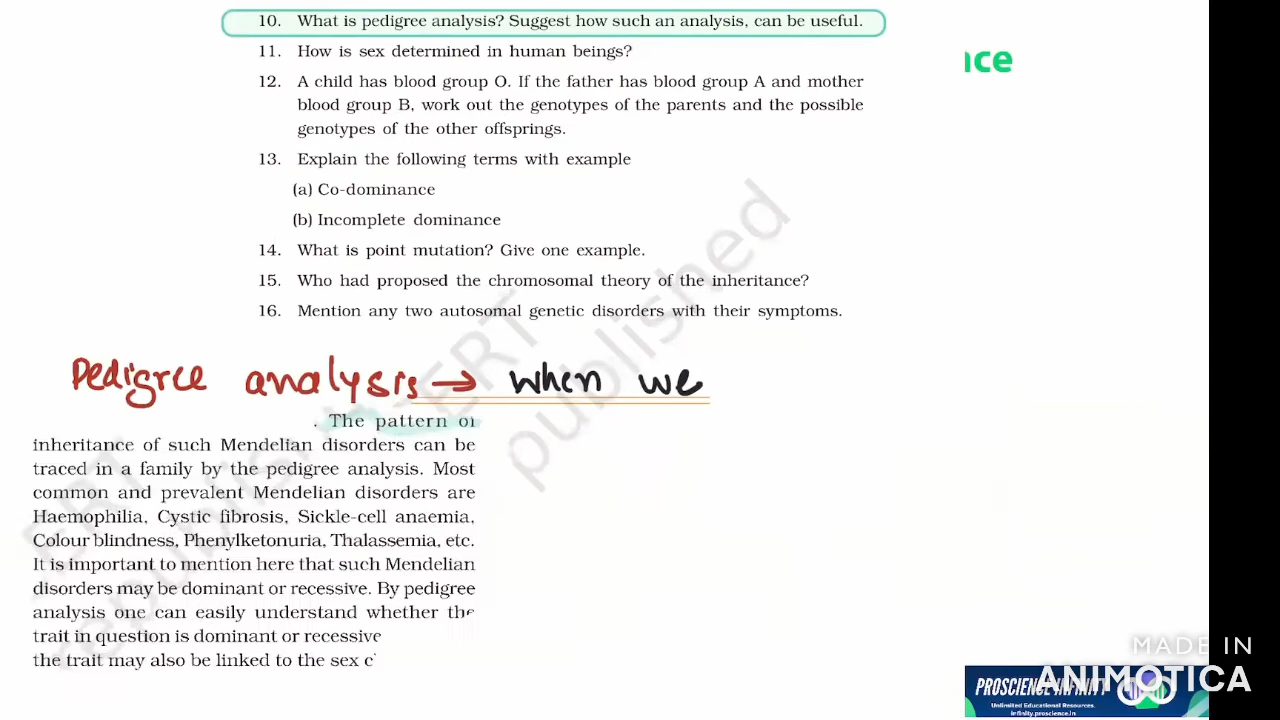 10. What is pedigree analysis? Suggest how such an analysis, can be useful.
11. How is sex determined in human beings?
12. A child has blood group O. If the father has blood group A and mother
blood group B, work out the genotypes of the parents and the possible
genotypes of the other offsprings.
13. Explain the following terms with example
(a) Co-dominance
(b) Incomplete dominance
14. What is point mutation? Give one example.
15. Who had proposed the chromosomal theory of the inheritance?
16. Mention any two autosomal genetic disorders with their symptoms.
Pedigree analysis → when we
. The pattern of
inheritance of such Mendelian disorders can be
traced in a family by the pedigree analysis. Most
common and prevalent Mendelian disorders are
Haemophilia, Cystic fibrosis, Sickle-cell anaemia,
Colour blindness, Phenylketonuria, Thalassemia, etc.
It is important to mention here that such Mendelian
disorders may be dominant or recessive. By pedigree
analysis one can easily understand whether the
trait in question is dominant or recessive
the trait may also be linked to the sex c
published
MADE IN
ANIMOTICA
PROSCIENCE INFINITY
Unlimited Educational Resources.
infinity.proscience.in